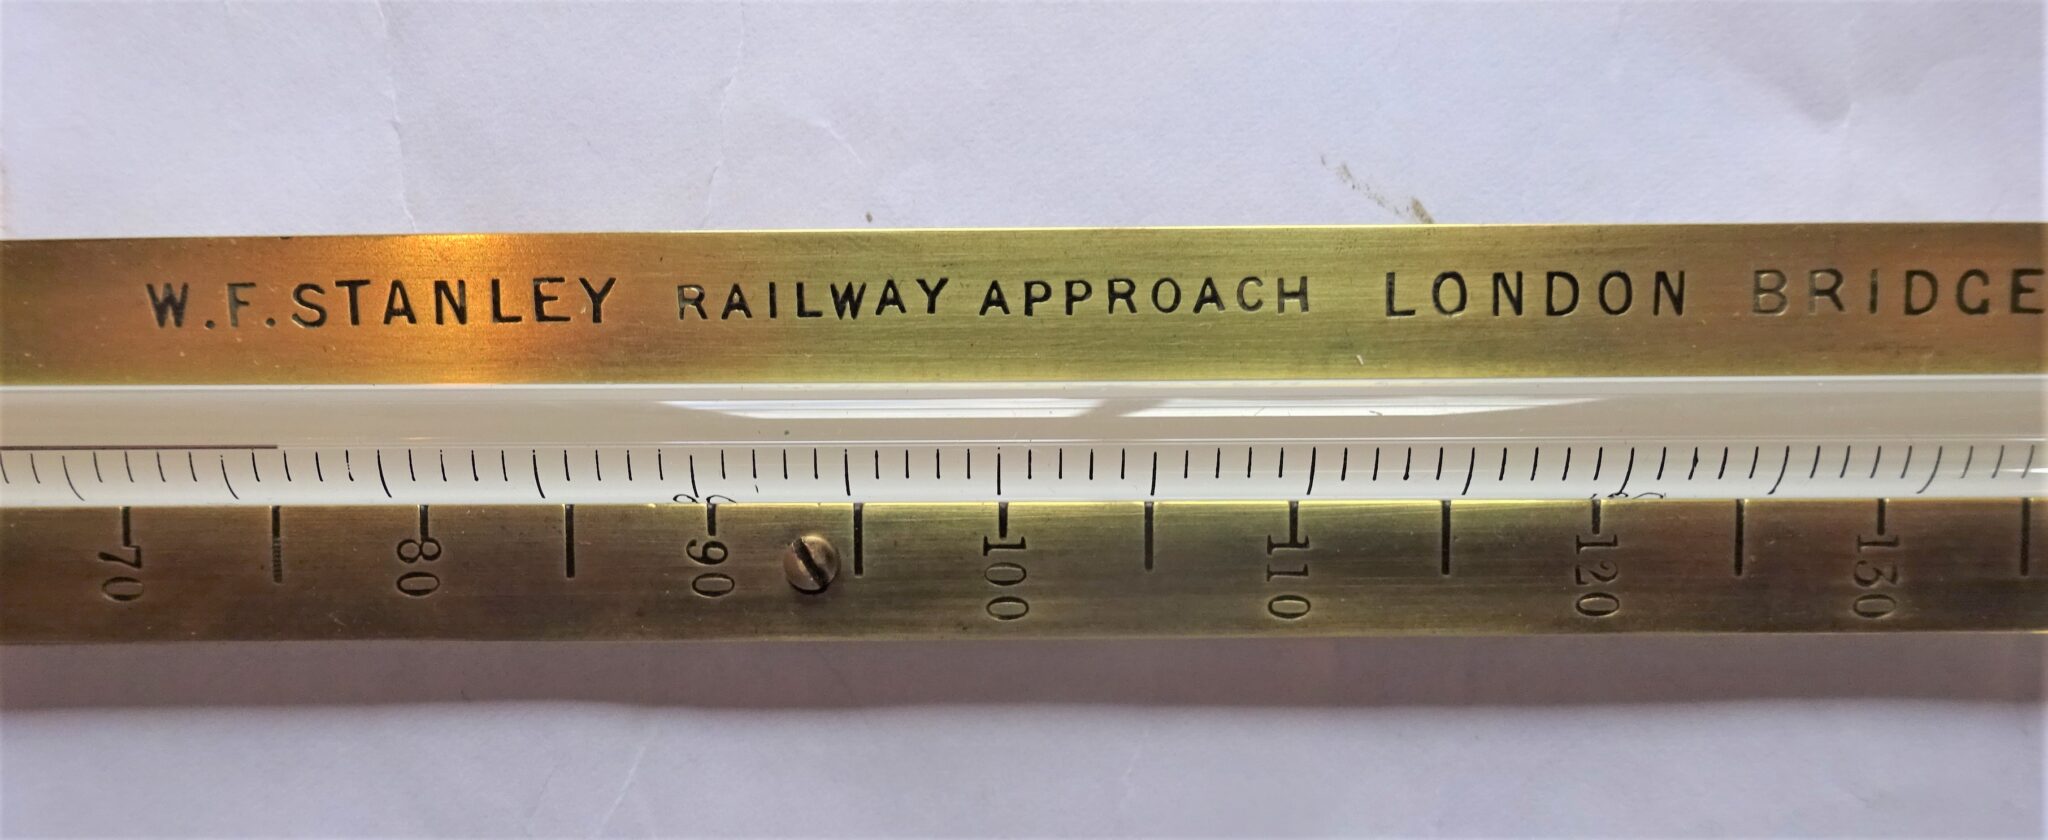 W.F.STANLEY RAILWAY APPROACH LONDON BRIDGE
70 80 90 100 110 120 130